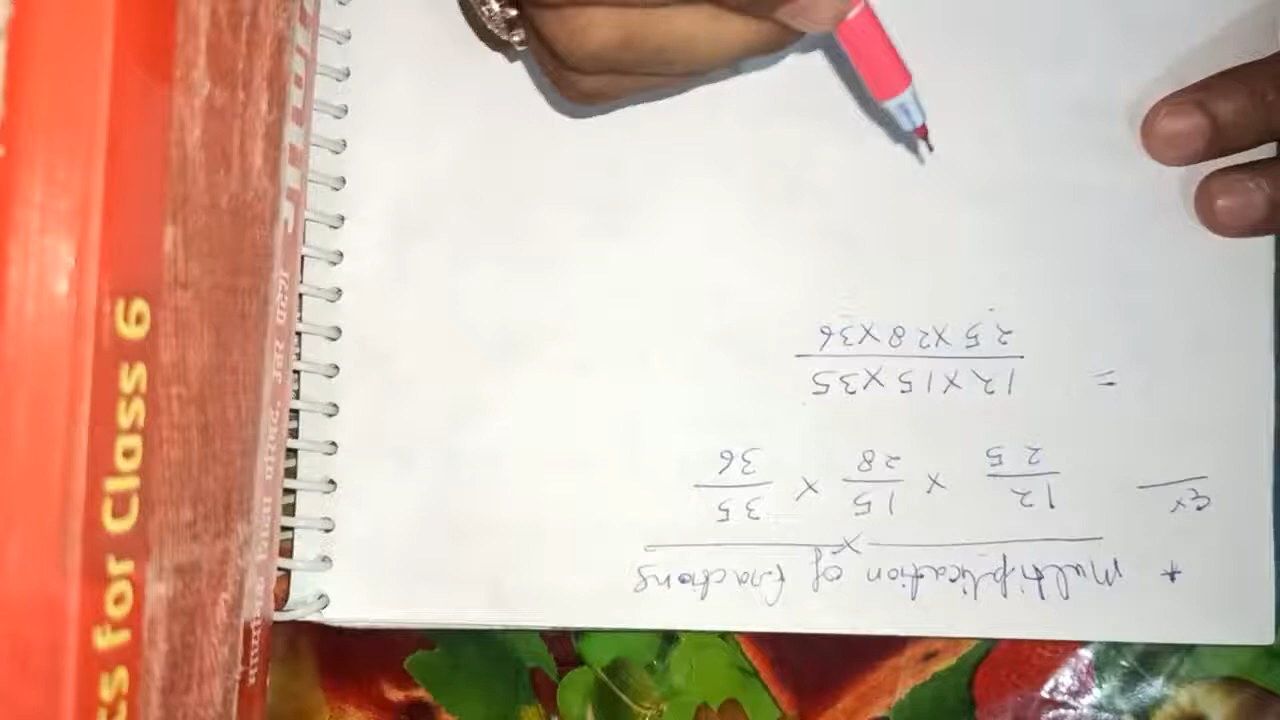 * Multiplication of fractions
Ex 12/25 × 15/28 × 35/36
= 12×15×35 / 25×28×36
cs for Class 6